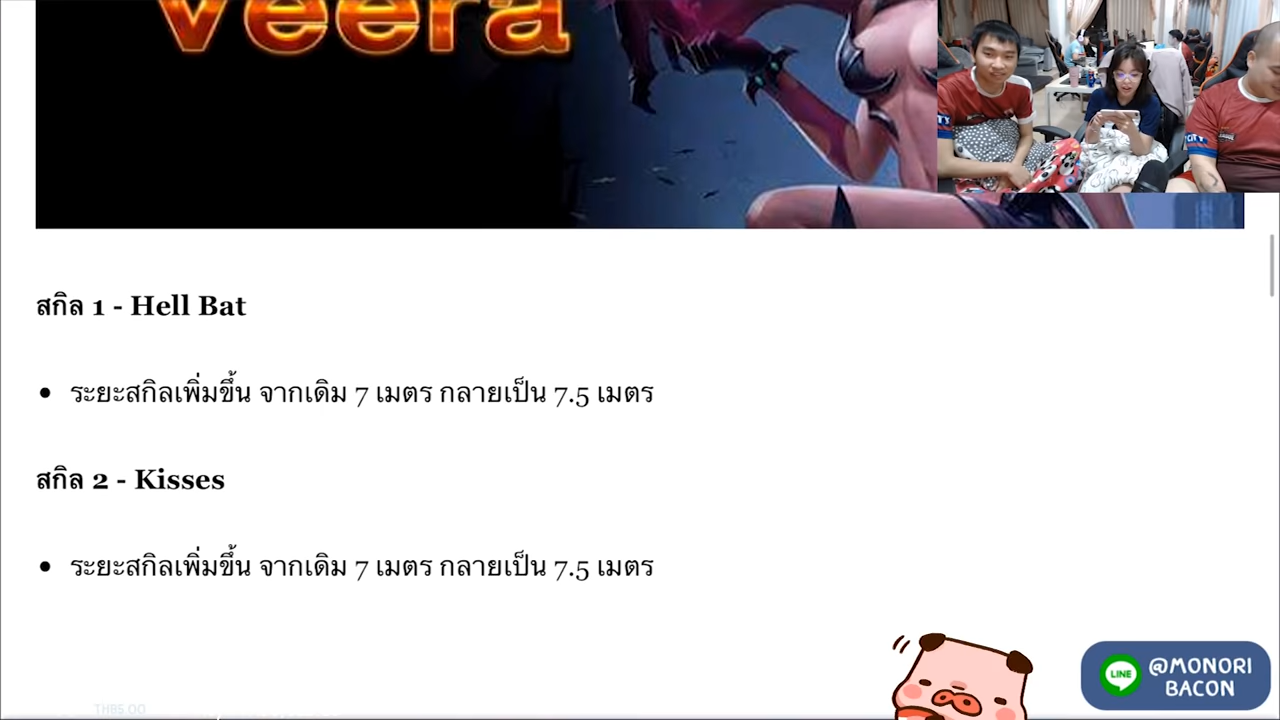 Veera
สกิล 1 - Hell Bat
• ระยะสกิลเพิ่มขึ้น จากเดิม 7 เมตร กลายเป็น 7.5 เมตร
สกิล 2 - Kisses
• ระยะสกิลเพิ่มขึ้น จากเดิม 7 เมตร กลายเป็น 7.5 เมตร
LINE @MONORI
BACON
THB5.00